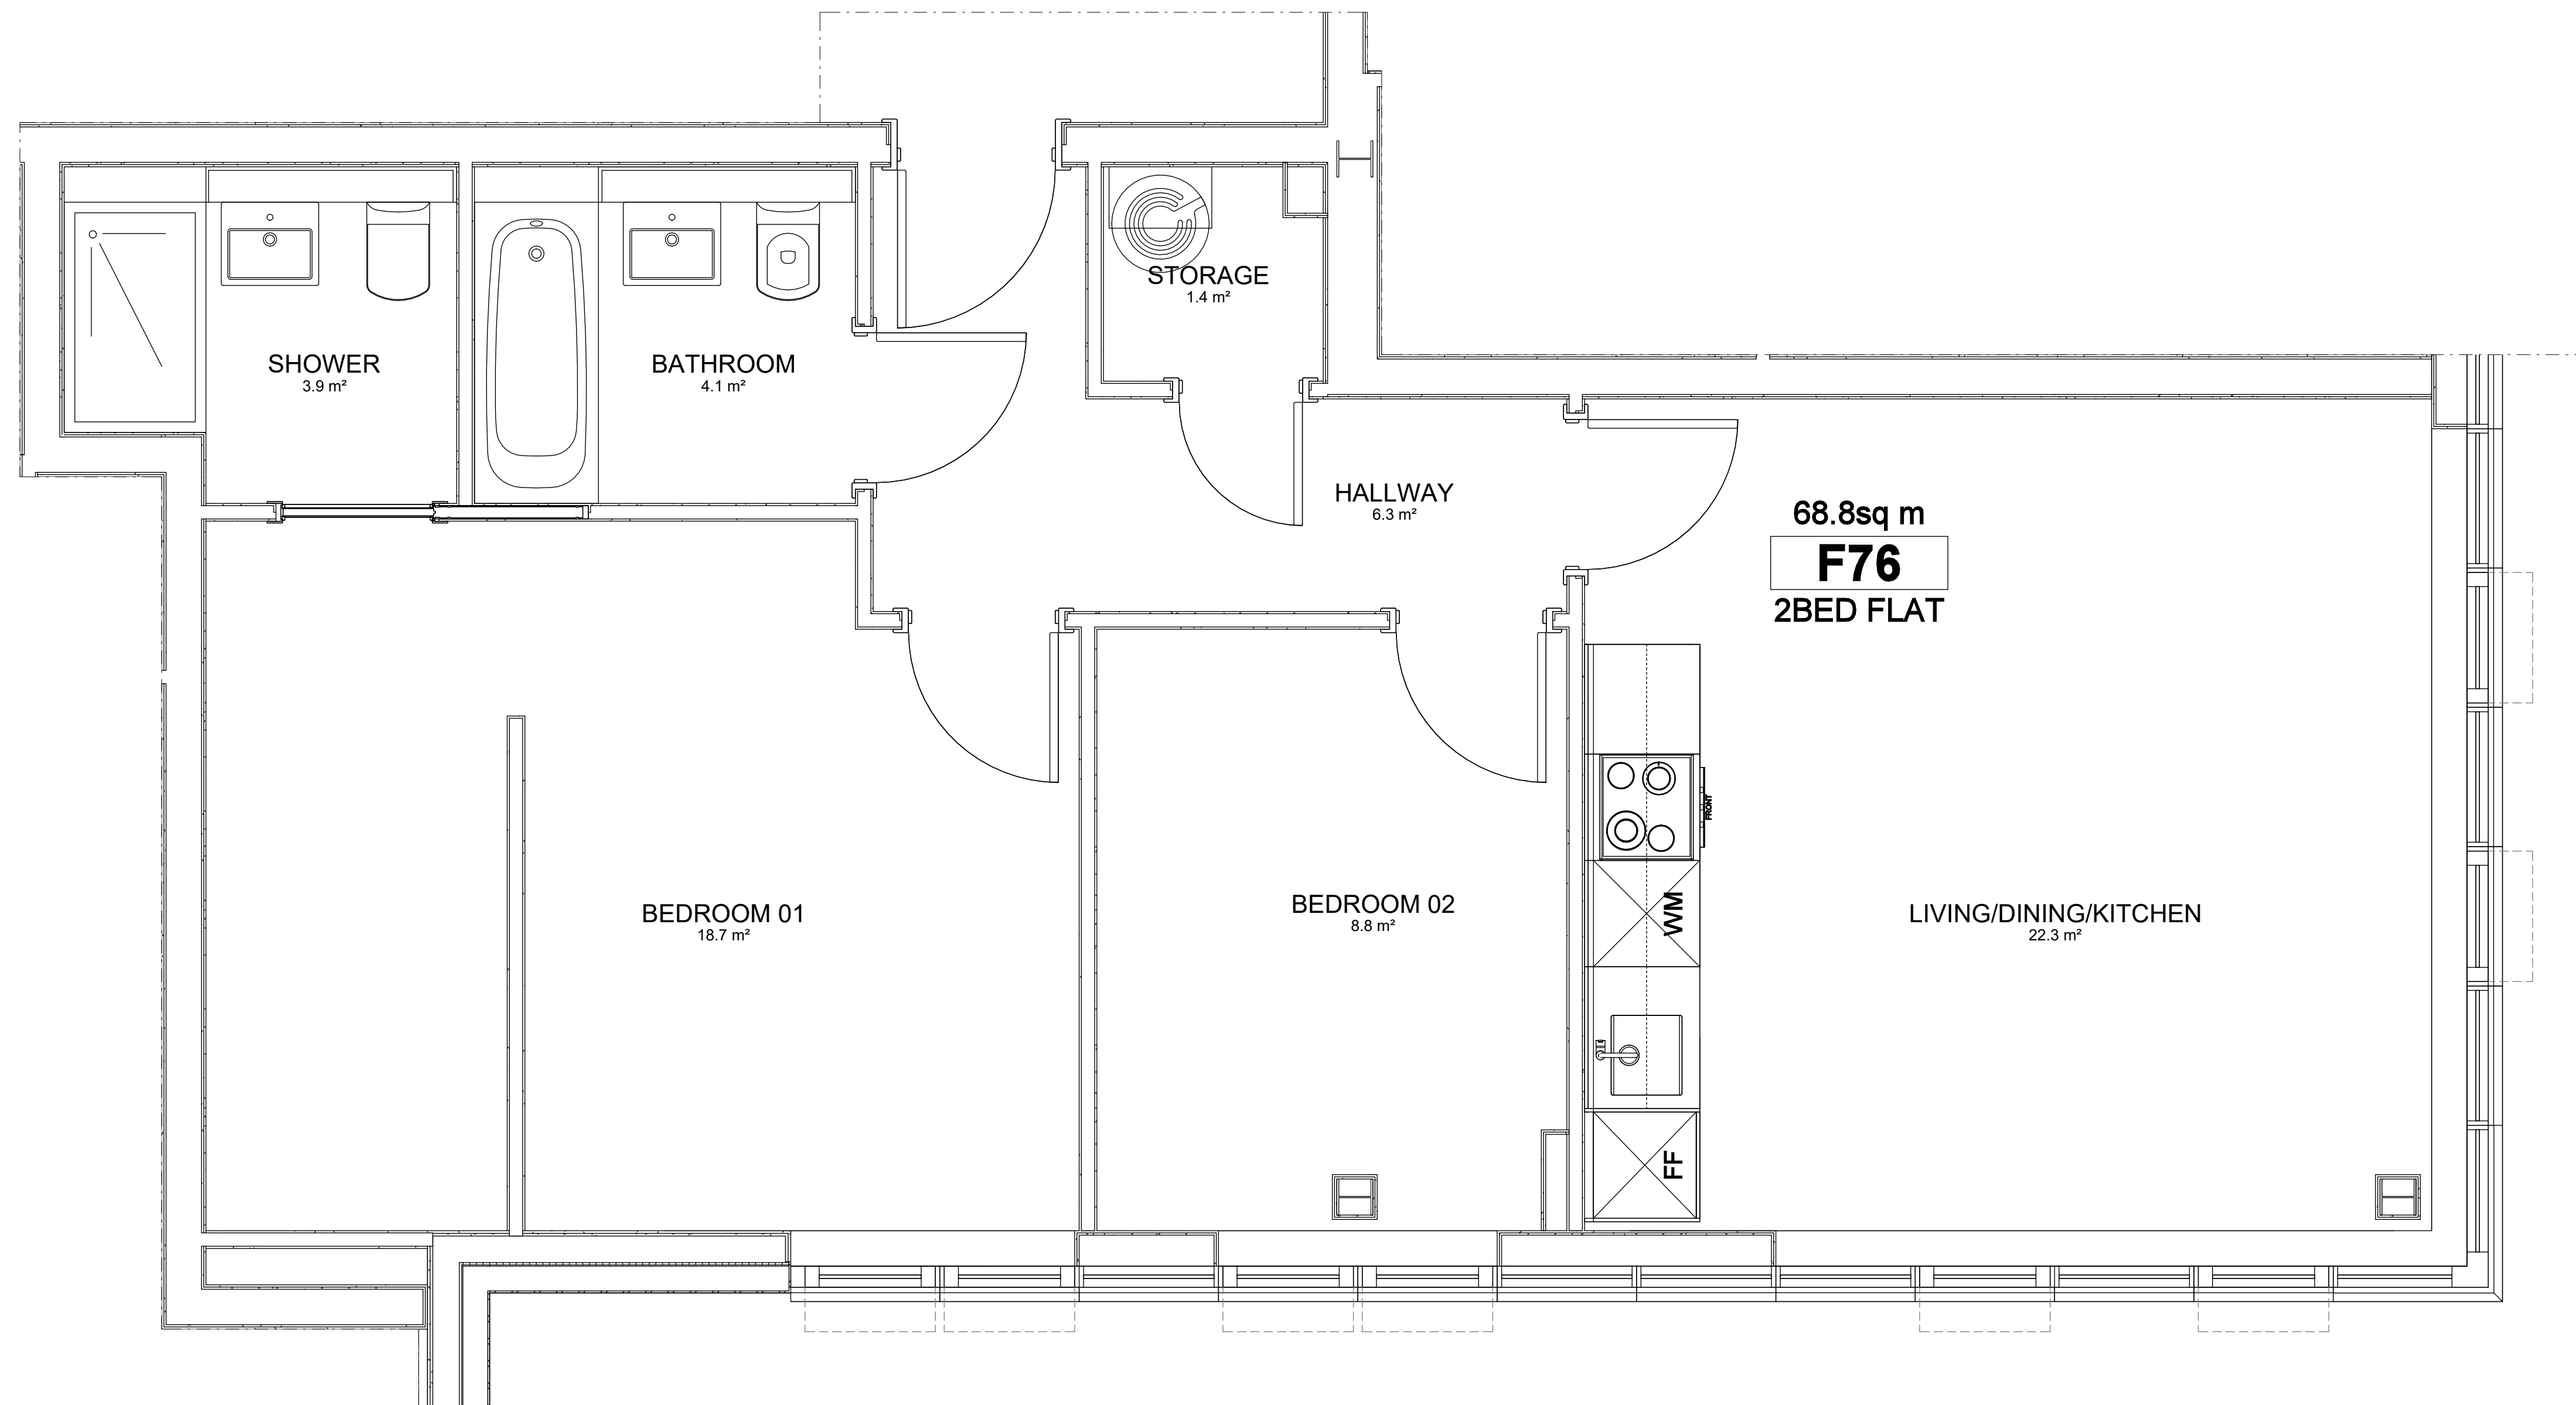 STORAGE
1.4 m²
SHOWER
3.9 m²
BATHROOM
4.1 m²
HALLWAY
6.3 m²
68.8sq m
F76
2BED FLAT
FRONT
BEDROOM 01
18.7 m²
BEDROOM 02
8.8 m²
WM
LIVING/DINING/KITCHEN
22.3 m²
FF